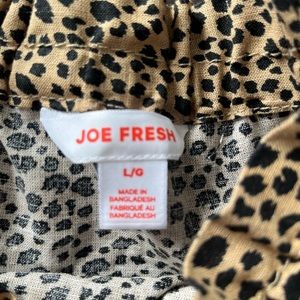 JOE FRESH
L/G
MADE IN
BANGLADESH
FABRIQUÉ AU
BANGLADESH